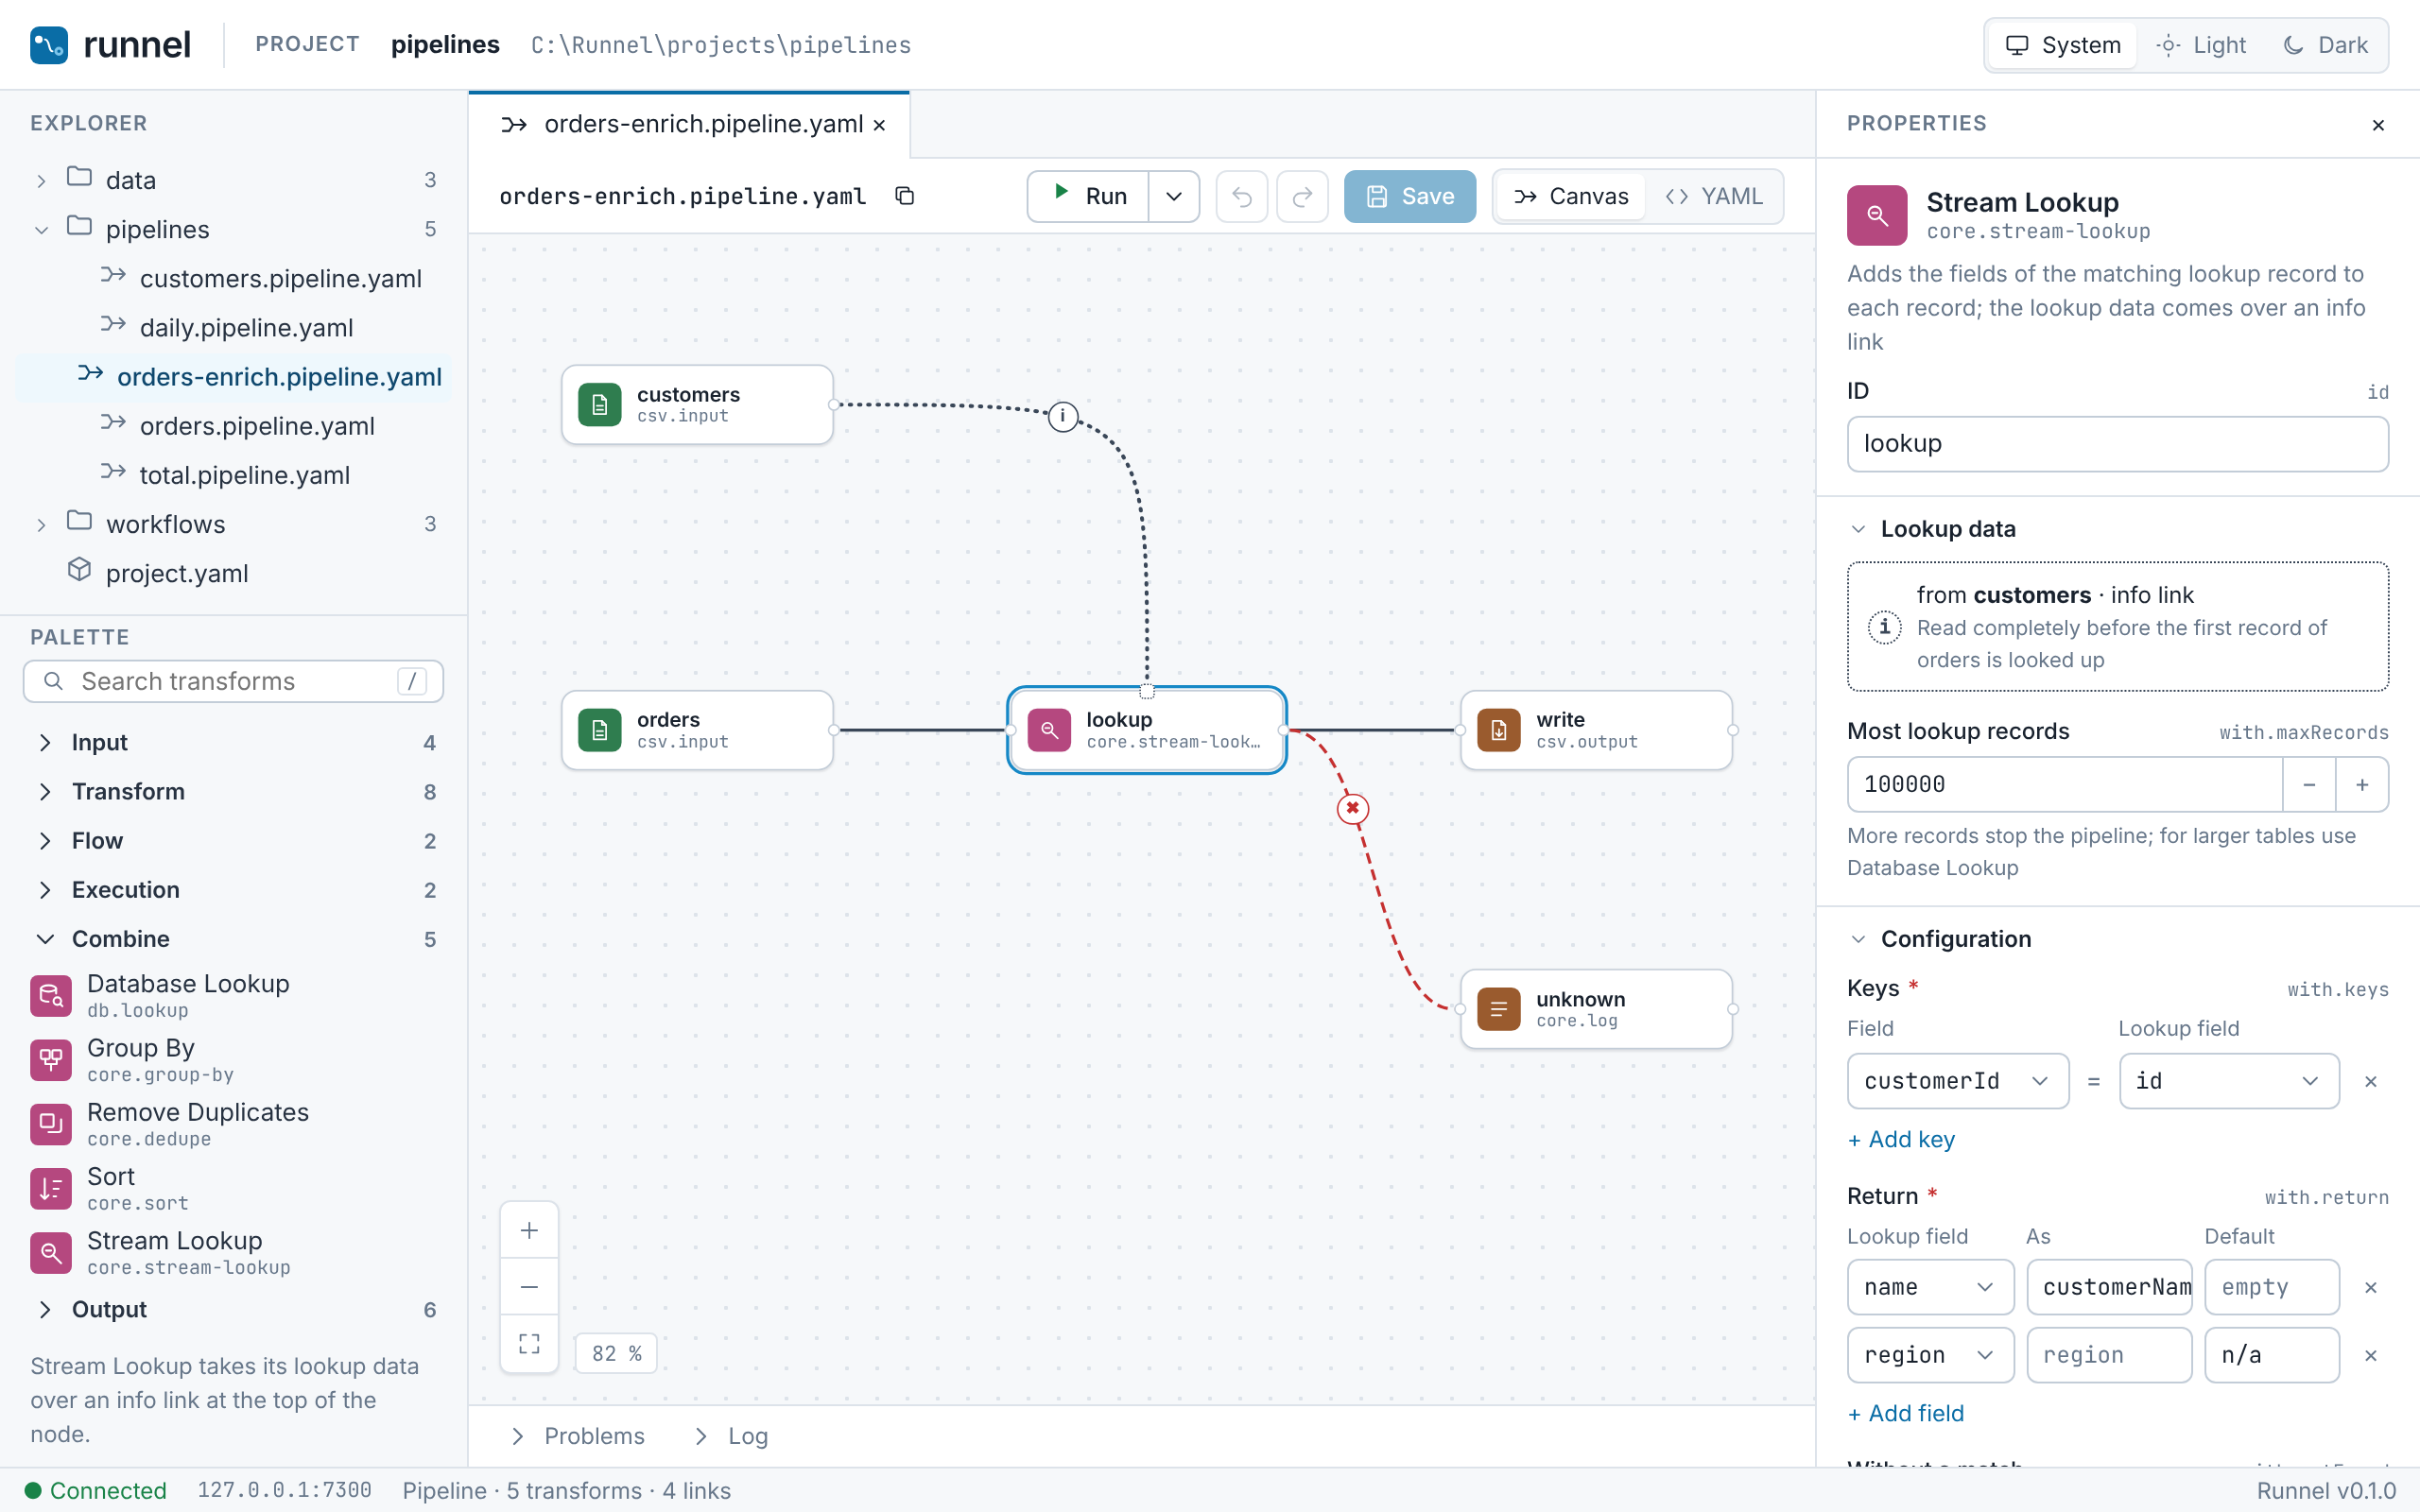 runnel
PROJECT pipelines C:\Runnel\projects\pipelines
System Light Dark
EXPLORER
data 3
pipelines 5
customers.pipeline.yaml
daily.pipeline.yaml
orders-enrich.pipeline.yaml
orders.pipeline.yaml
total.pipeline.yaml
workflows 3
project.yaml
PALETTE
Search transforms /
Input 4
Transform 8
Flow 2
Execution 2
Combine 5
Database Lookup
db.lookup
Group By
core.group-by
Remove Duplicates
core.dedupe
Sort
core.sort
Stream Lookup
core.stream-lookup
Output 6
Stream Lookup takes its lookup data
over an info link at the top of the
node.
orders-enrich.pipeline.yaml ×
orders-enrich.pipeline.yaml
Run
Save
Canvas
YAML
customers
csv.input
i
orders
csv.input
lookup
core.stream-look…
write
csv.output
unknown
core.log
82 %
Problems
Log
PROPERTIES ×
Stream Lookup
core.stream-lookup
Adds the fields of the matching lookup record to
each record; the lookup data comes over an info
link
ID id
lookup
Lookup data
from customers · info link
i
Read completely before the first record of
orders is looked up
Most lookup records with.maxRecords
100000 − +
More records stop the pipeline; for larger tables use
Database Lookup
Configuration
Keys * with.keys
Field Lookup field
customerId = id ×
+ Add key
Return * with.return
Lookup field As Default
name customerNam empty ×
region region n/a ×
+ Add field
Connected 127.0.0.1:7300 Pipeline · 5 transforms · 4 links
Runnel v0.1.0